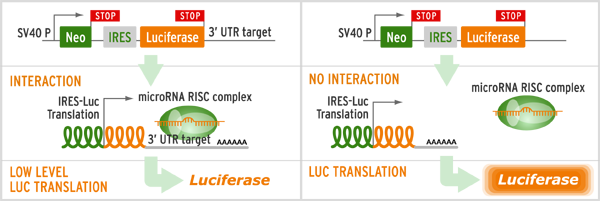 STOP STOP
SV40 P Neo IRES Luciferase 3' UTR target
INTERACTION
microRNA RISC complex
IRES-Luc
Translation
3' UTR target AAAAAA
LOW LEVEL
LUC TRANSLATION
Luciferase
STOP STOP
SV40 P Neo IRES Luciferase
NO INTERACTION
microRNA RISC complex
IRES-Luc
Translation
AAAAAA
LUC TRANSLATION
Luciferase